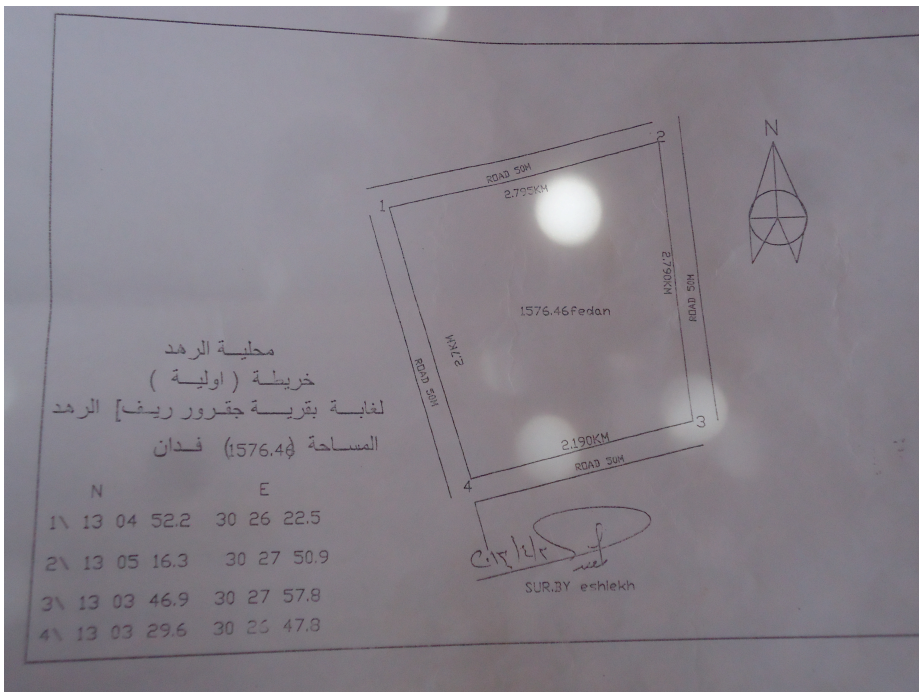 N
2
ROAD 50M
2.795KM
1
2.790KM
ROAD 50M
1576.46Fedan
2.7KM
ROAD 50M
3
2.190KM
ROAD 50M
4
محلية الرهد
خريطة ( اولية )
لغابة بقرية جقرور ريف] الرهد
المساحة (1576.46) فدان
N E
1\ 13 04 52.2 30 26 22.5
2\ 13 05 16.3 30 27 50.9
3\ 13 03 46.9 30 27 57.8
4\ 13 03 29.6 30 26 47.8
SUR.BY eshlekh